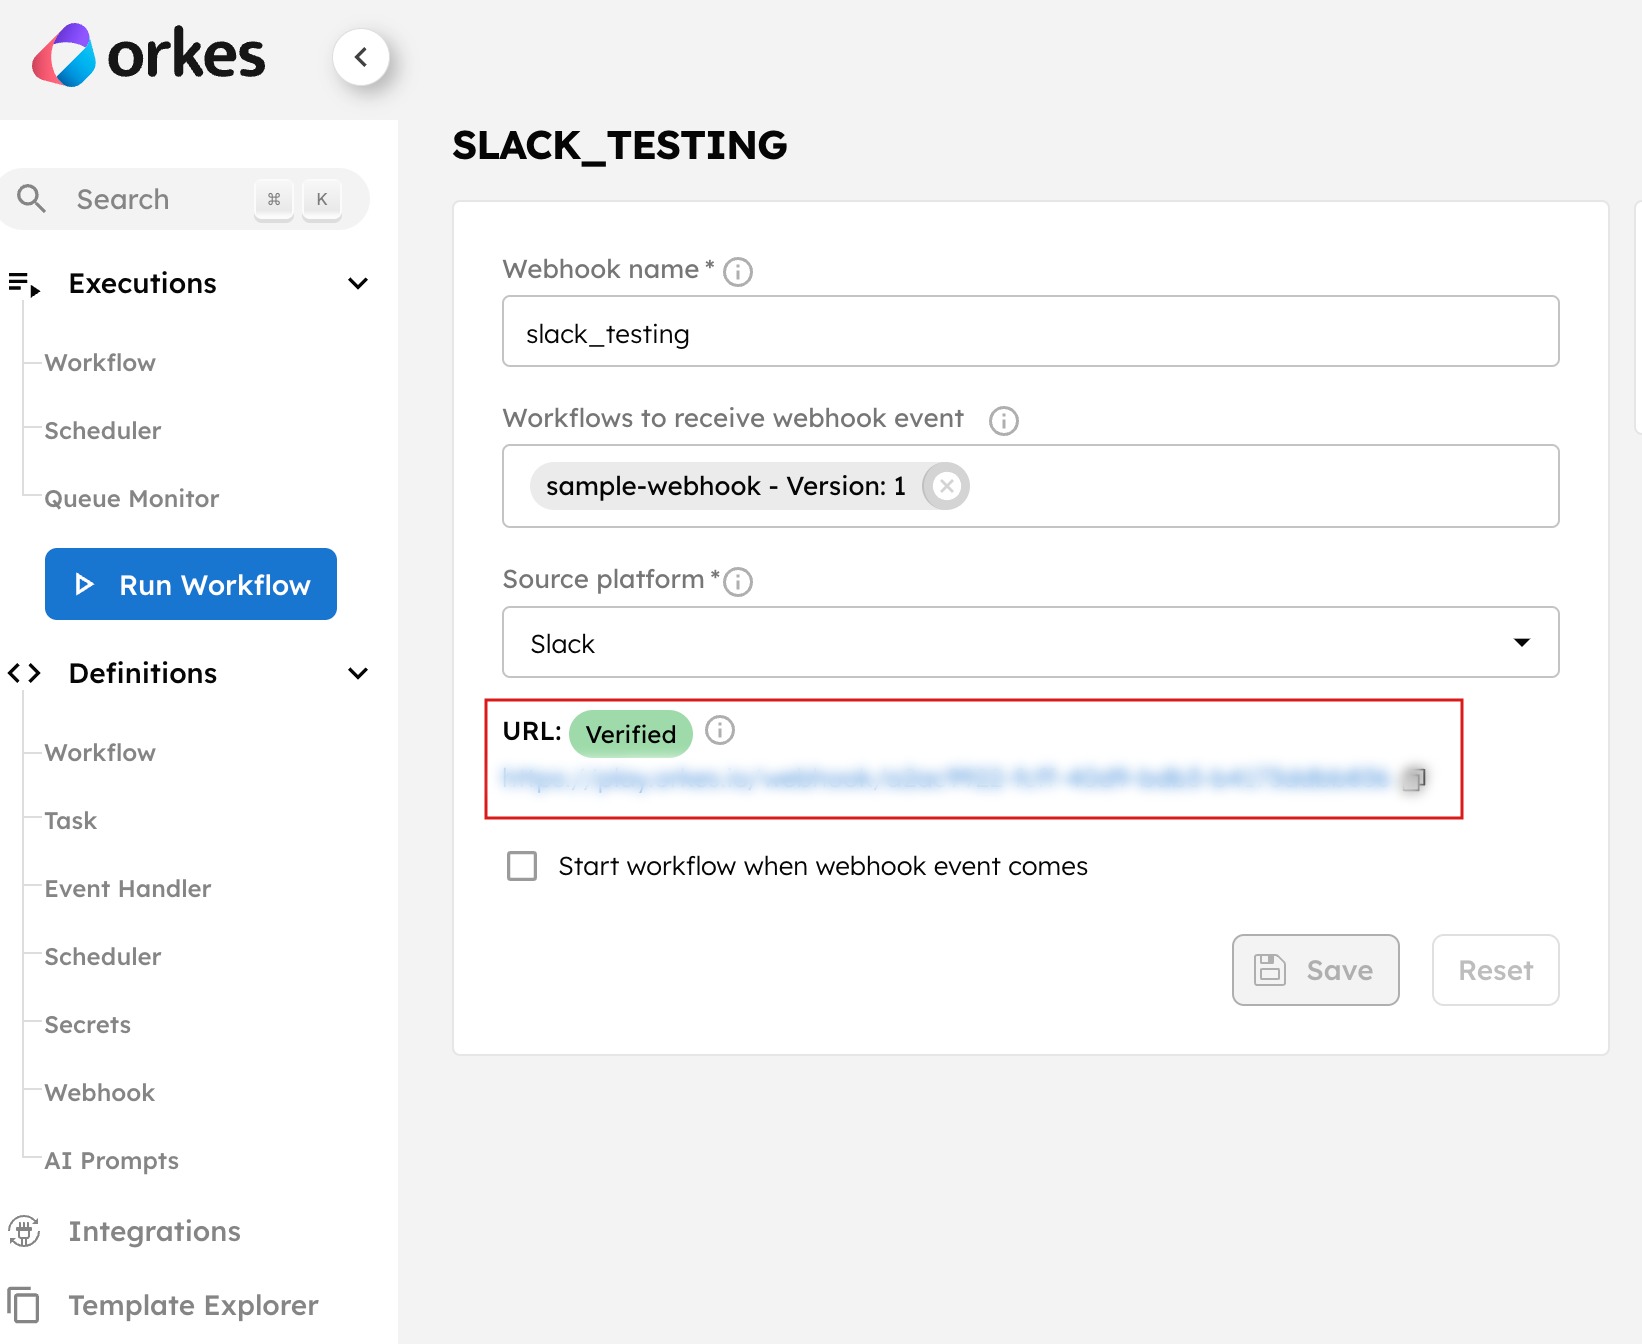 orkes
Search ⌘ K
Executions
Workflow
Scheduler
Queue Monitor
Run Workflow
Definitions
Workflow
Task
Event Handler
Scheduler
Secrets
Webhook
AI Prompts
Integrations
Template Explorer
SLACK_TESTING
Webhook name *
slack_testing
Workflows to receive webhook event
sample-webhook - Version: 1
Source platform *
Slack
URL: Verified
Start workflow when webhook event comes
Save Reset